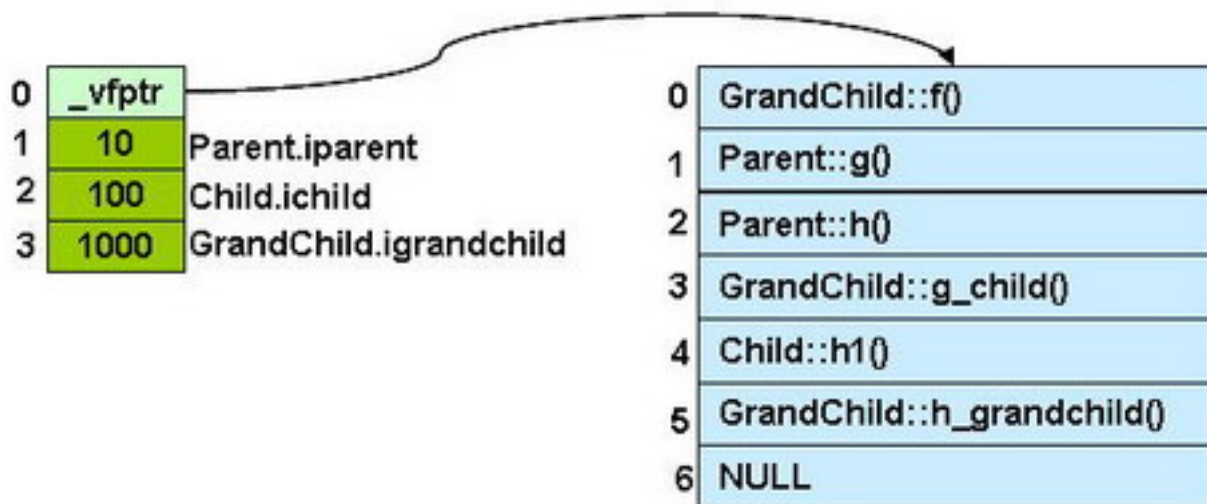 0 _vfptr
1 10 Parent.iparent
2 100 Child.ichild
3 1000 GrandChild.igrandchild
0 GrandChild::f()
1 Parent::g()
2 Parent::h()
3 GrandChild::g_child()
4 Child::h1()
5 GrandChild::h_grandchild()
6 NULL